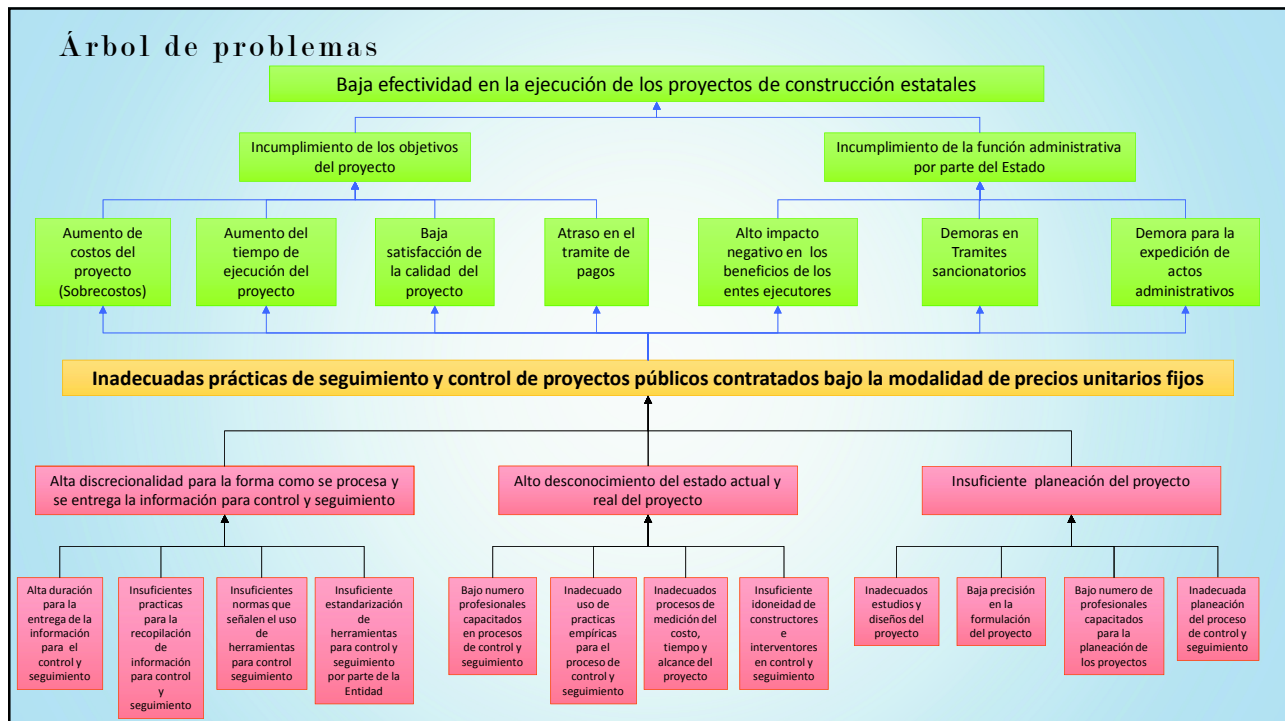 Árbol de problemas
Baja efectividad en la ejecución de los proyectos de construcción estatales
Incumplimiento de los objetivos
del proyecto
Incumplimiento de la función administrativa
por parte del Estado
Aumento de
costos del
proyecto
(Sobrecostos)
Aumento del
tiempo de
ejecución del
proyecto
Baja
satisfacción de
la calidad del
proyecto
Atraso en el
tramite de
pagos
Alto impacto
negativo en los
beneficios de los
entes ejecutores
Demoras en
Tramites
sancionatorios
Demora para la
expedición de
actos
administrativos
Inadecuadas prácticas de seguimiento y control de proyectos públicos contratados bajo la modalidad de precios unitarios fijos
Alta discrecionalidad para la forma como se procesa y
se entrega la información para control y seguimiento
Alto desconocimiento del estado actual y
real del proyecto
Insuficiente planeación del proyecto
Alta duración
para la
entrega de la
información
para el
control y
seguimiento
Insuficientes
practicas
para la
recopilación
de
información
para control
y
seguimiento
Insuficientes
normas que
señalen el uso
de
herramientas
para control
seguimiento
Insuficiente
estandarización
de
herramientas
para control y
seguimiento
por parte de la
Entidad
Bajo numero
profesionales
capacitados
en procesos
de control y
seguimiento
Inadecuado
uso de
practicas
empíricas
para el
proceso de
control y
seguimiento
Inadecuados
procesos de
medición del
costo,
tiempo y
alcance del
proyecto
Insuficiente
idoneidad de
constructores
e
interventores
en control y
seguimiento
Inadecuados
estudios y
diseños del
proyecto
Baja precisión
en la
formulación
del proyecto
Bajo numero de
profesionales
capacitados
para la
planeación de
los proyectos
Inadecuada
planeación
del proceso
de control y
seguimiento